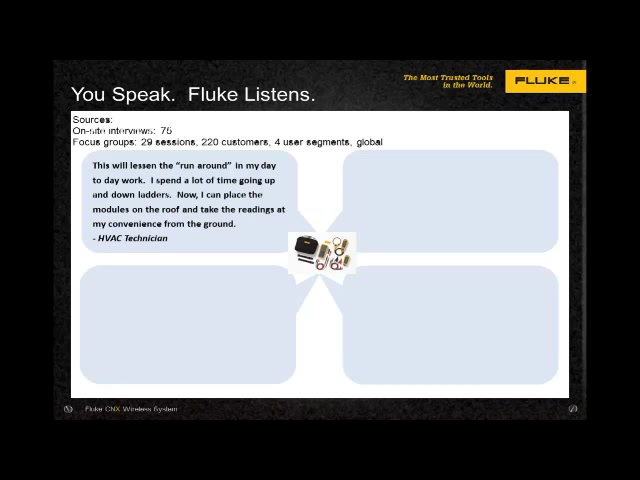 The Most Trusted Tools
in the World.
FLUKE
You Speak. Fluke Listens.
Sources:
On-site interviews: 75
Focus groups: 29 sessions, 220 customers, 4 user segments, global
This will lessen the “run around” in my day
to day work. I spend a lot of time going up
and down ladders. Now, I can place the
modules on the roof and take the readings at
my convenience from the ground.
- HVAC Technician
Fluke CNX Wireless System